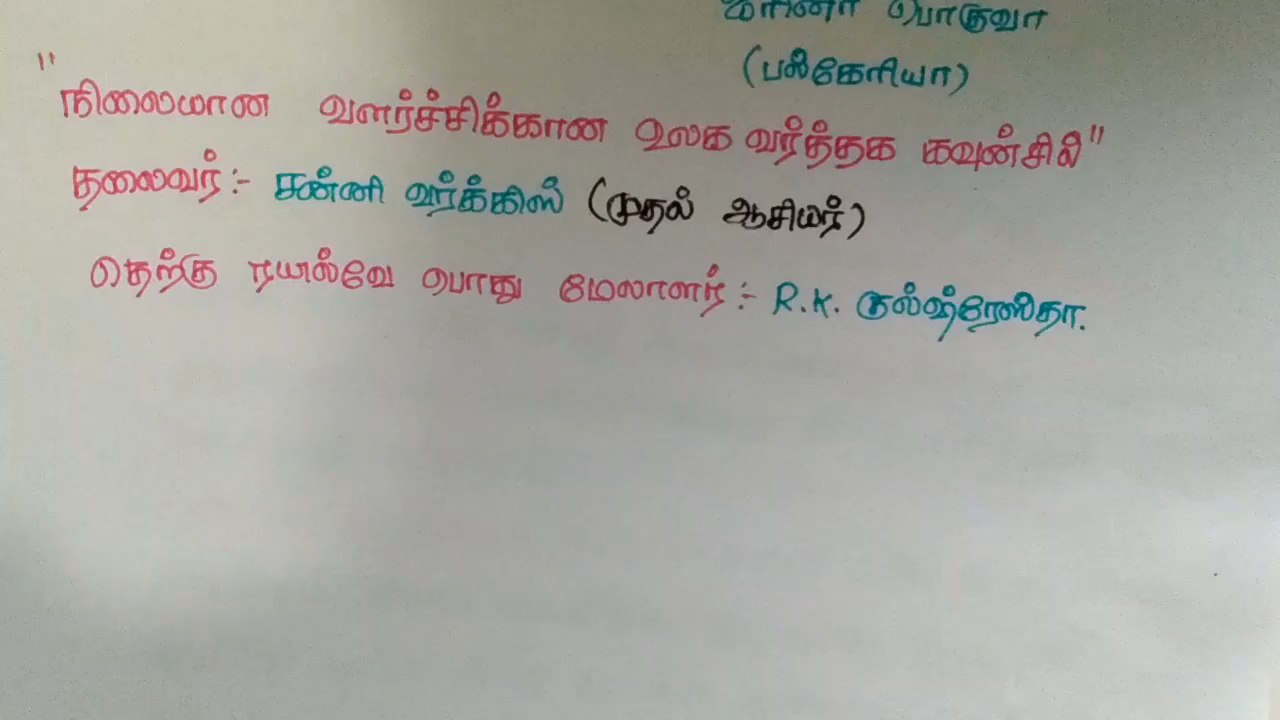 பொகுவா
(பல்கேரியா)
"நிலைமான வளர்ச்சிக்கான உலக வர்த்தக கவுன்சில்"
தலைவர்:- சன்னி வர்க்கிஸ் (முதல் ஆசியர்)
தெற்கு ரயில்வே பொது மேலாளர்:- R.K. குல்ஷ்ரேஸ்தா.